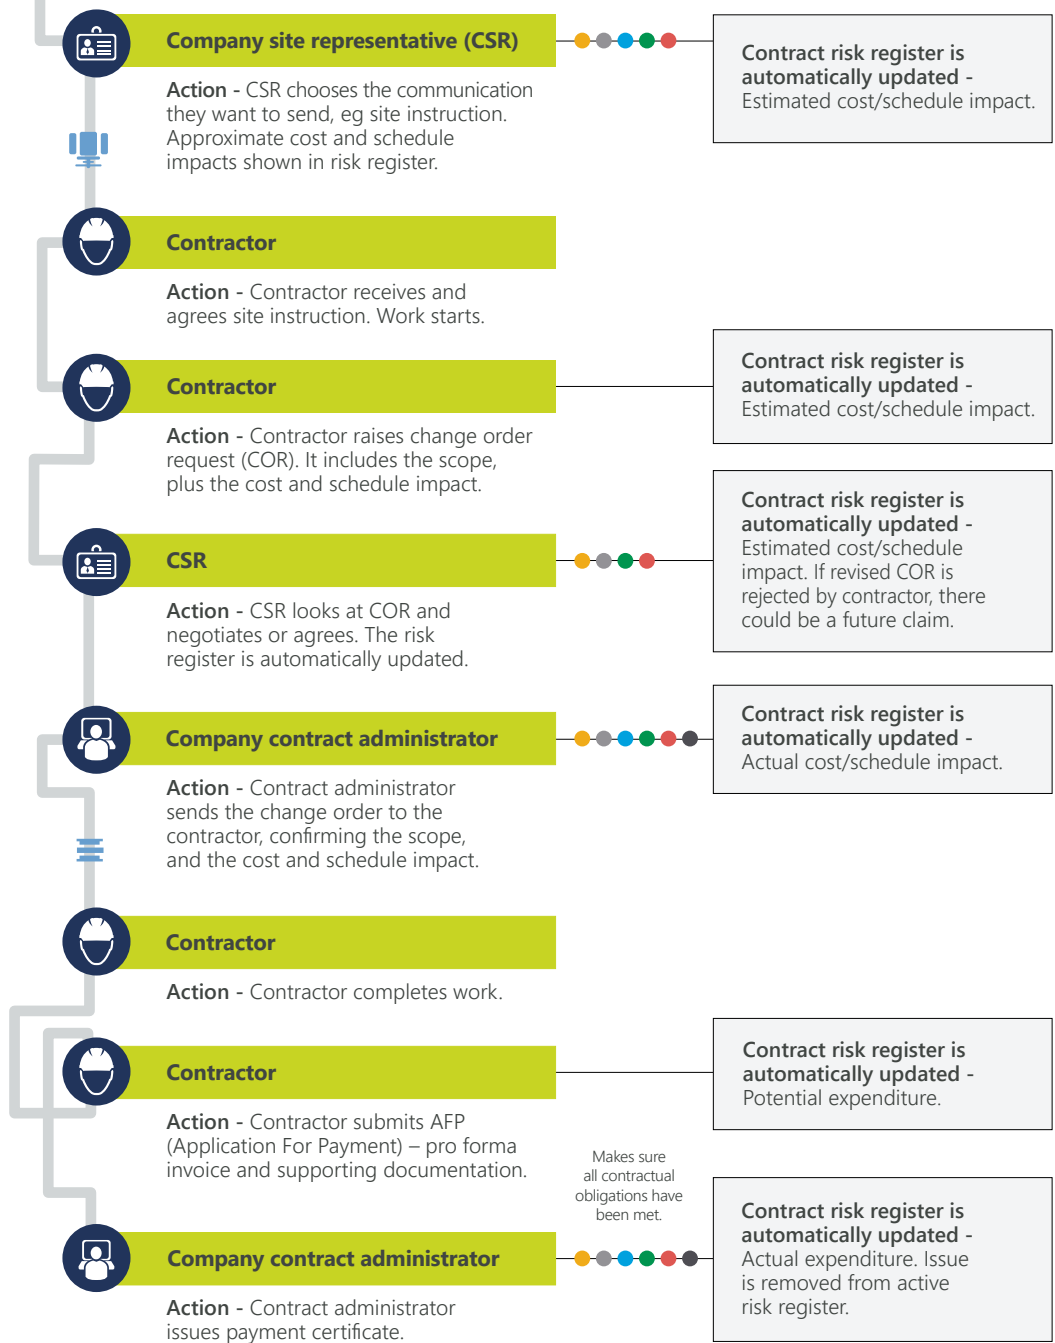 Company site representative (CSR)
Action - CSR chooses the communication
they want to send, eg site instruction.
Approximate cost and schedule
impacts shown in risk register.
Contract risk register is
automatically updated -
Estimated cost/schedule impact.
Contractor
Action - Contractor receives and
agrees site instruction. Work starts.
Contractor
Action - Contractor raises change order
request (COR). It includes the scope,
plus the cost and schedule impact.
Contract risk register is
automatically updated -
Estimated cost/schedule impact.
CSR
Action - CSR looks at COR and
negotiates or agrees. The risk
register is automatically updated.
Contract risk register is
automatically updated -
Estimated cost/schedule
impact. If revised COR is
rejected by contractor, there
could be a future claim.
Company contract administrator
Action - Contract administrator
sends the change order to the
contractor, confirming the scope,
and the cost and schedule impact.
Contract risk register is
automatically updated -
Actual cost/schedule impact.
Contractor
Action - Contractor completes work.
Contractor
Action - Contractor submits AFP
(Application For Payment) – pro forma
invoice and supporting documentation.
Contract risk register is
automatically updated -
Potential expenditure.
Makes sure
all contractual
obligations have
been met.
Company contract administrator
Action - Contract administrator
issues payment certificate.
Contract risk register is
automatically updated -
Actual expenditure. Issue
is removed from active
risk register.